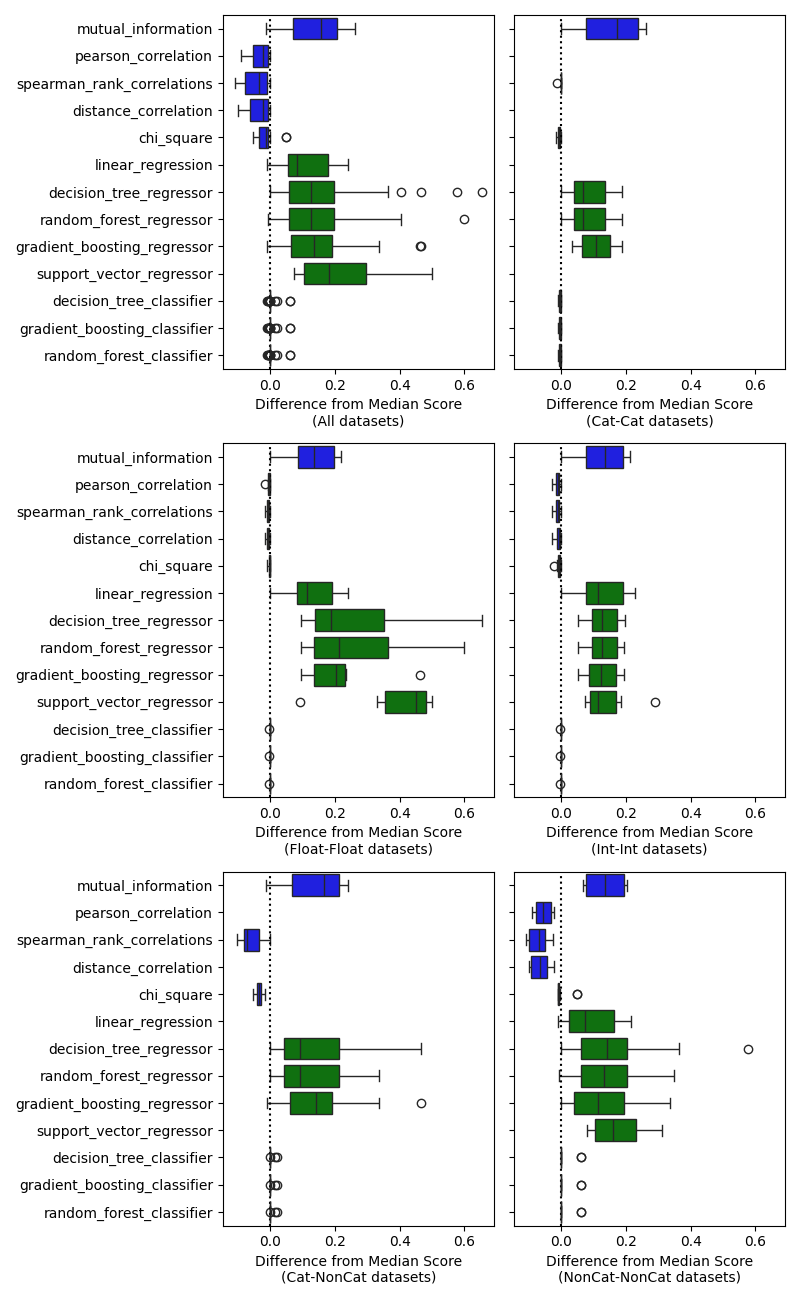 mutual_information
pearson_correlation
spearman_rank_correlations
distance_correlation
chi_square
linear_regression
decision_tree_regressor
random_forest_regressor
gradient_boosting_regressor
support_vector_regressor
decision_tree_classifier
gradient_boosting_classifier
random_forest_classifier
0.0 0.2 0.4 0.6
Difference from Median Score
(All datasets)
0.0 0.2 0.4 0.6
Difference from Median Score
(Cat-Cat datasets)
mutual_information
pearson_correlation
spearman_rank_correlations
distance_correlation
chi_square
linear_regression
decision_tree_regressor
random_forest_regressor
gradient_boosting_regressor
support_vector_regressor
decision_tree_classifier
gradient_boosting_classifier
random_forest_classifier
0.0 0.2 0.4 0.6
Difference from Median Score
(Float-Float datasets)
0.0 0.2 0.4 0.6
Difference from Median Score
(Int-Int datasets)
mutual_information
pearson_correlation
spearman_rank_correlations
distance_correlation
chi_square
linear_regression
decision_tree_regressor
random_forest_regressor
gradient_boosting_regressor
support_vector_regressor
decision_tree_classifier
gradient_boosting_classifier
random_forest_classifier
0.0 0.2 0.4 0.6
Difference from Median Score
(Cat-NonCat datasets)
0.0 0.2 0.4 0.6
Difference from Median Score
(NonCat-NonCat datasets)